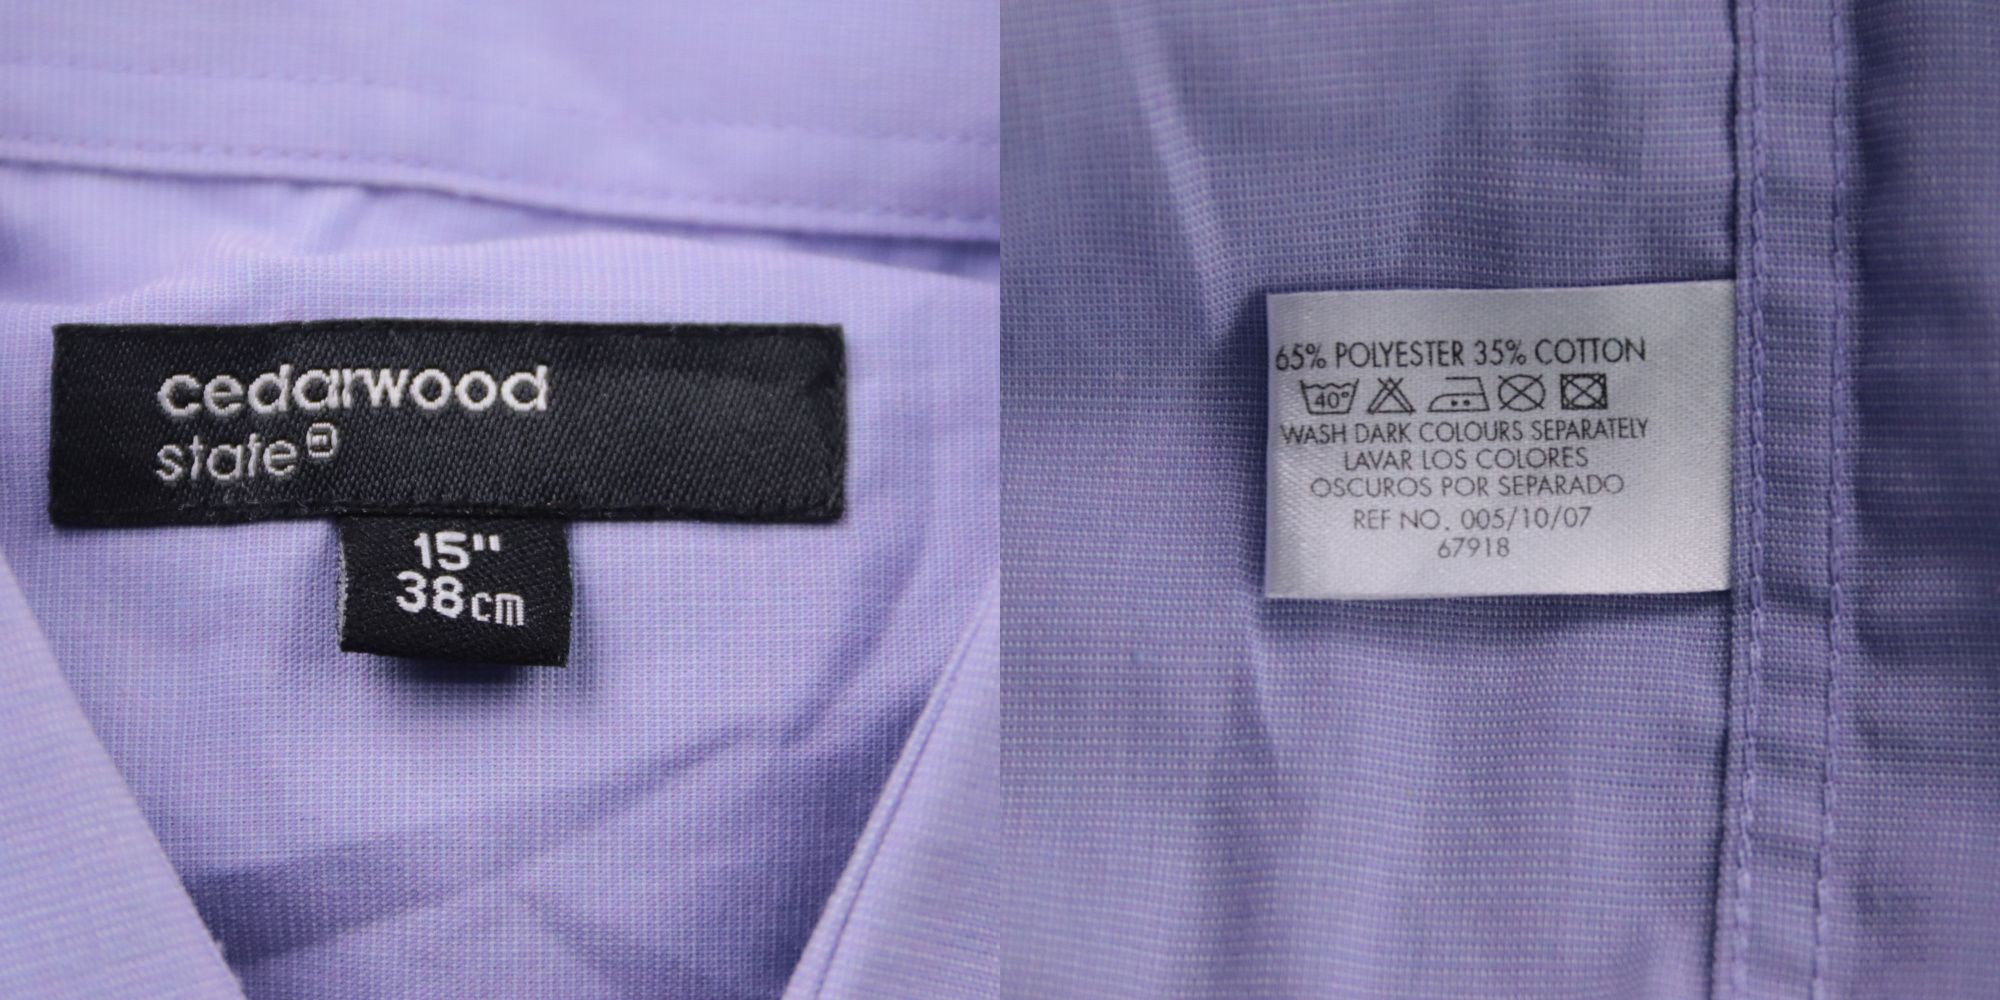 cedarwood
state
15"
38cm
65% POLYESTER 35% COTTON
40°
WASH DARK COLOURS SEPARATELY
LAVAR LOS COLORES
OSCUROS POR SEPARADO
REF NO. 005/10/07
67918